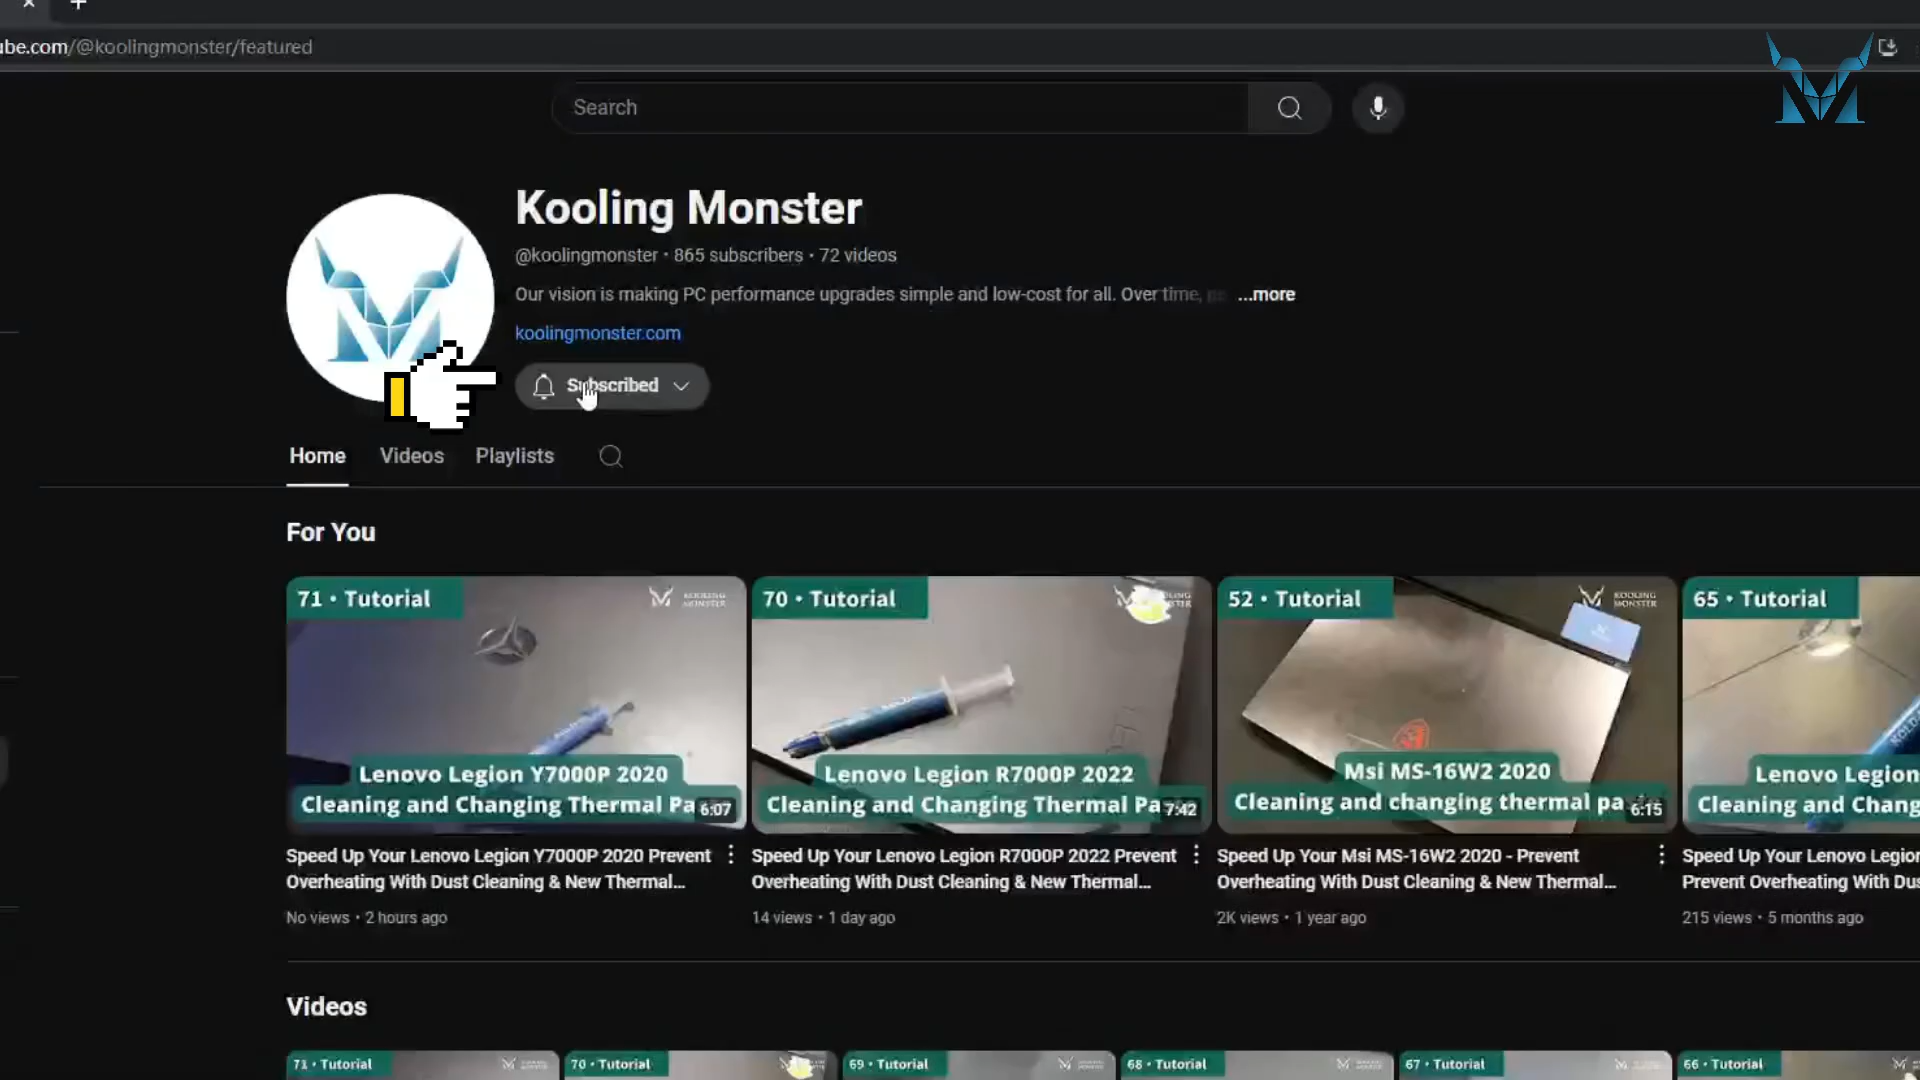 ube.com/@koolingmonster/featured
Search
Kooling Monster
@koolingmonster • 865 subscribers • 72 videos
Our vision is making PC performance upgrades simple and low-cost for all. Over time, ...more
koolingmonster.com
Subscribed
Home Videos Playlists
For You
71 • Tutorial
KOOLING
MONSTER
Lenovo Legion Y7000P 2020
Cleaning and Changing Thermal Pa
6:07
Speed Up Your Lenovo Legion Y7000P 2020 Prevent
Overheating With Dust Cleaning & New Thermal...
No views • 2 hours ago
70 • Tutorial
Lenovo Legion R7000P 2022
Cleaning and Changing Thermal Pa
7:42
Speed Up Your Lenovo Legion R7000P 2022 Prevent
Overheating With Dust Cleaning & New Thermal...
14 views • 1 day ago
52 • Tutorial
KOOLING
MONSTER
Msi MS-16W2 2020
Cleaning and changing thermal pa
6:15
Speed Up Your Msi MS-16W2 2020 - Prevent
Overheating With Dust Cleaning & New Thermal...
2K views • 1 year ago
65 • Tutorial
Lenovo Legion
Cleaning and Chang
Speed Up Your Lenovo Legion
Prevent Overheating With Dus
215 views • 5 months ago
Videos
71 • Tutorial
70 • Tutorial
69 • Tutorial
68 • Tutorial
67 • Tutorial
66 • Tutorial